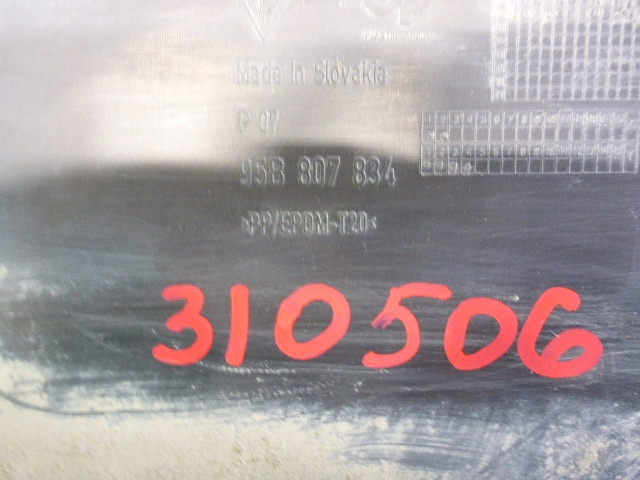 Made in Slovakia
P 07
95B 807 834
>PP/EPDM-T20<
310506